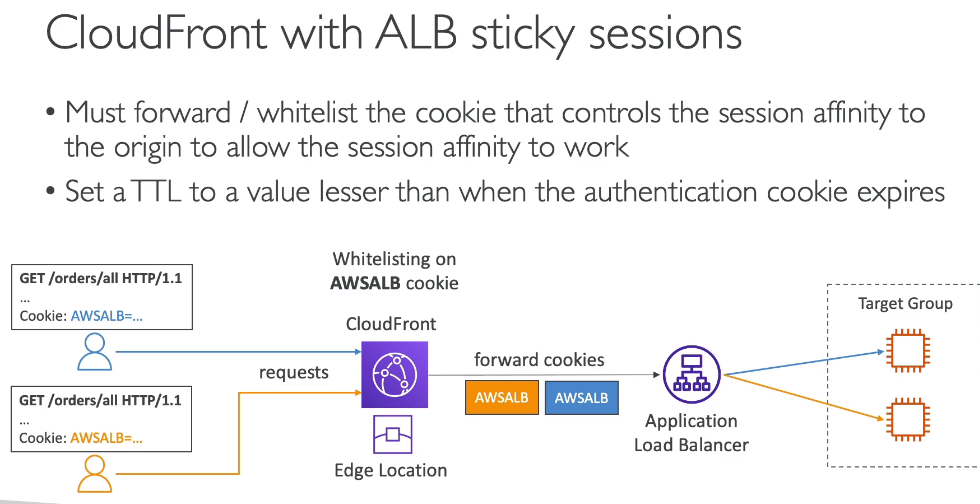 CloudFront with ALB sticky sessions
• Must forward / whitelist the cookie that controls the session affinity to
the origin to allow the session affinity to work
• Set a TTL to a value lesser than when the authentication cookie expires
Whitelisting on
AWSALB cookie
GET /orders/all HTTP/1.1
...
Cookie: AWSALB=...
CloudFront
requests
forward cookies
AWSALB
AWSALB
Target Group
GET /orders/all HTTP/1.1
...
Cookie: AWSALB=...
Edge Location
Application
Load Balancer